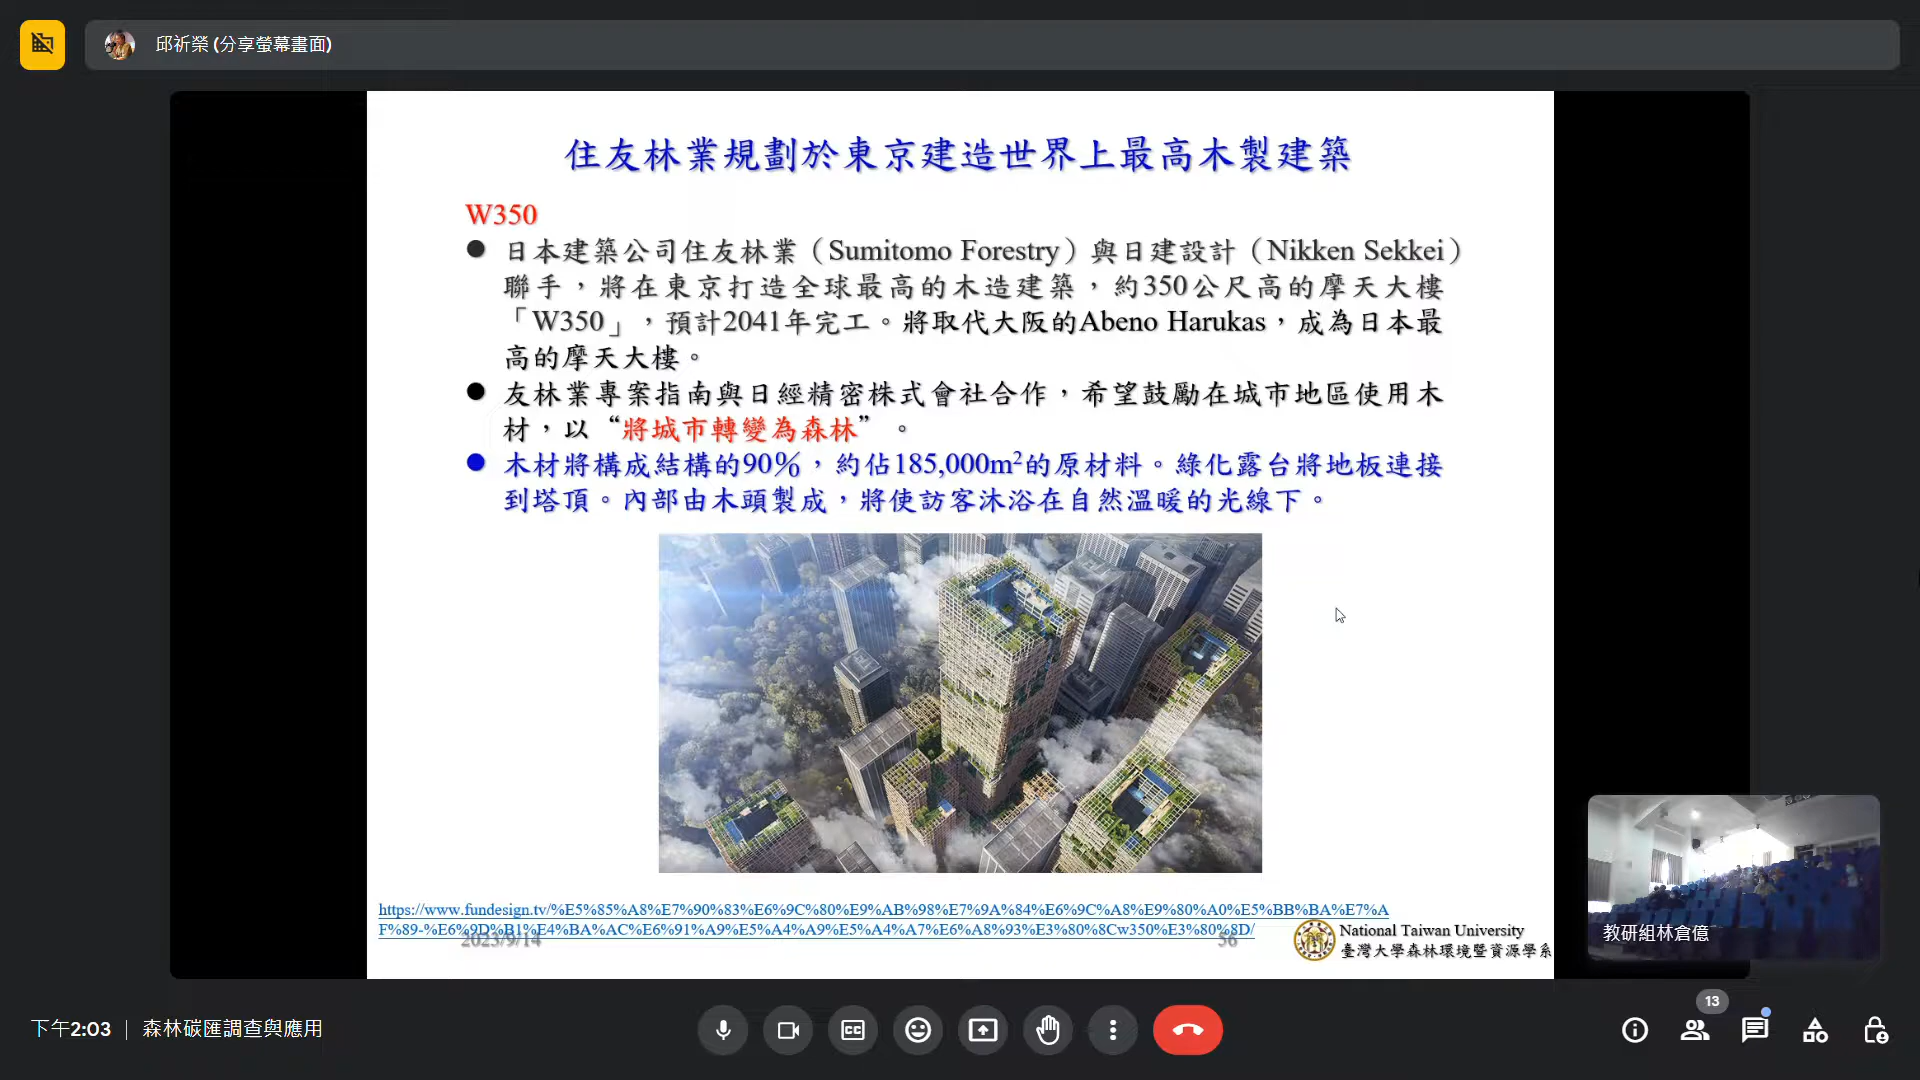 邱祈榮 (分享螢幕畫面)
住友林業規劃於東京建造世界上最高木製建築
W350
● 日本建築公司住友林業（Sumitomo Forestry）與日建設計（Nikken Sekkei）
聯手，將在東京打造全球最高的木造建築，約350公尺高的摩天大樓
「W350」，預計2041年完工。將取代大阪的Abeno Harukas，成為日本最
高的摩天大樓。
● 友林業專案指南與日經精密株式會社合作，希望鼓勵在城市地區使用木
材，以“將城市轉變為森林”。
● 木材將構成結構的90%，約佔185,000m²的原材料。綠化露台將地板連接
到塔頂。內部由木頭製成，將使訪客沐浴在自然溫暖的光線下。
https://www.fundesign.tv/%E5%85%A8%E7%90%83%E6%9C%80%E9%AB%98%E7%9A%84%E6%9C%A8%E9%80%A0%E5%BB%BA%E7%A
F%89-%E6%9D%B1%E4%BA%AC%E6%91%A9%E5%A4%A9%E5%A4%A7%E6%A8%93%E3%80%8Cw350%E3%80%8D/
2023/9/14
56
National Taiwan University
臺灣大學森林環境暨資源學系
教研組林倉億
13
下午2:03 | 森林碳匯調查與應用